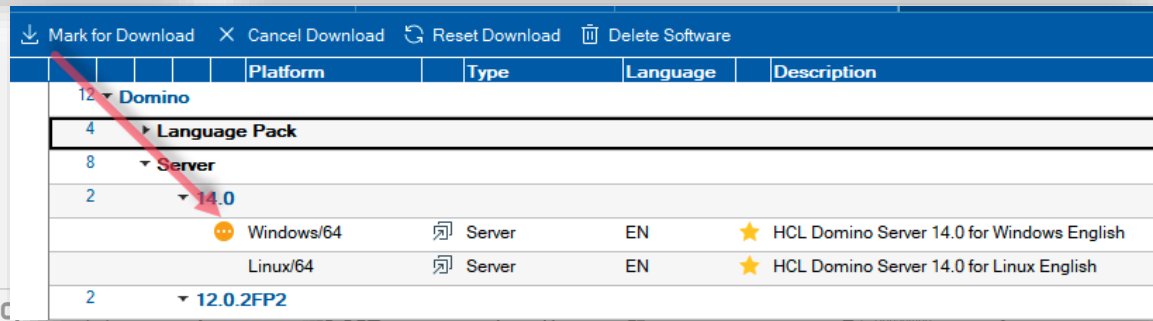 Mark for Download Cancel Download Reset Download Delete Software
Platform Type Language Description
12 Domino
4 Language Pack
8 Server
2 14.0
Windows/64 Server EN HCL Domino Server 14.0 for Windows English
Linux/64 Server EN HCL Domino Server 14.0 for Linux English
2 12.0.2FP2